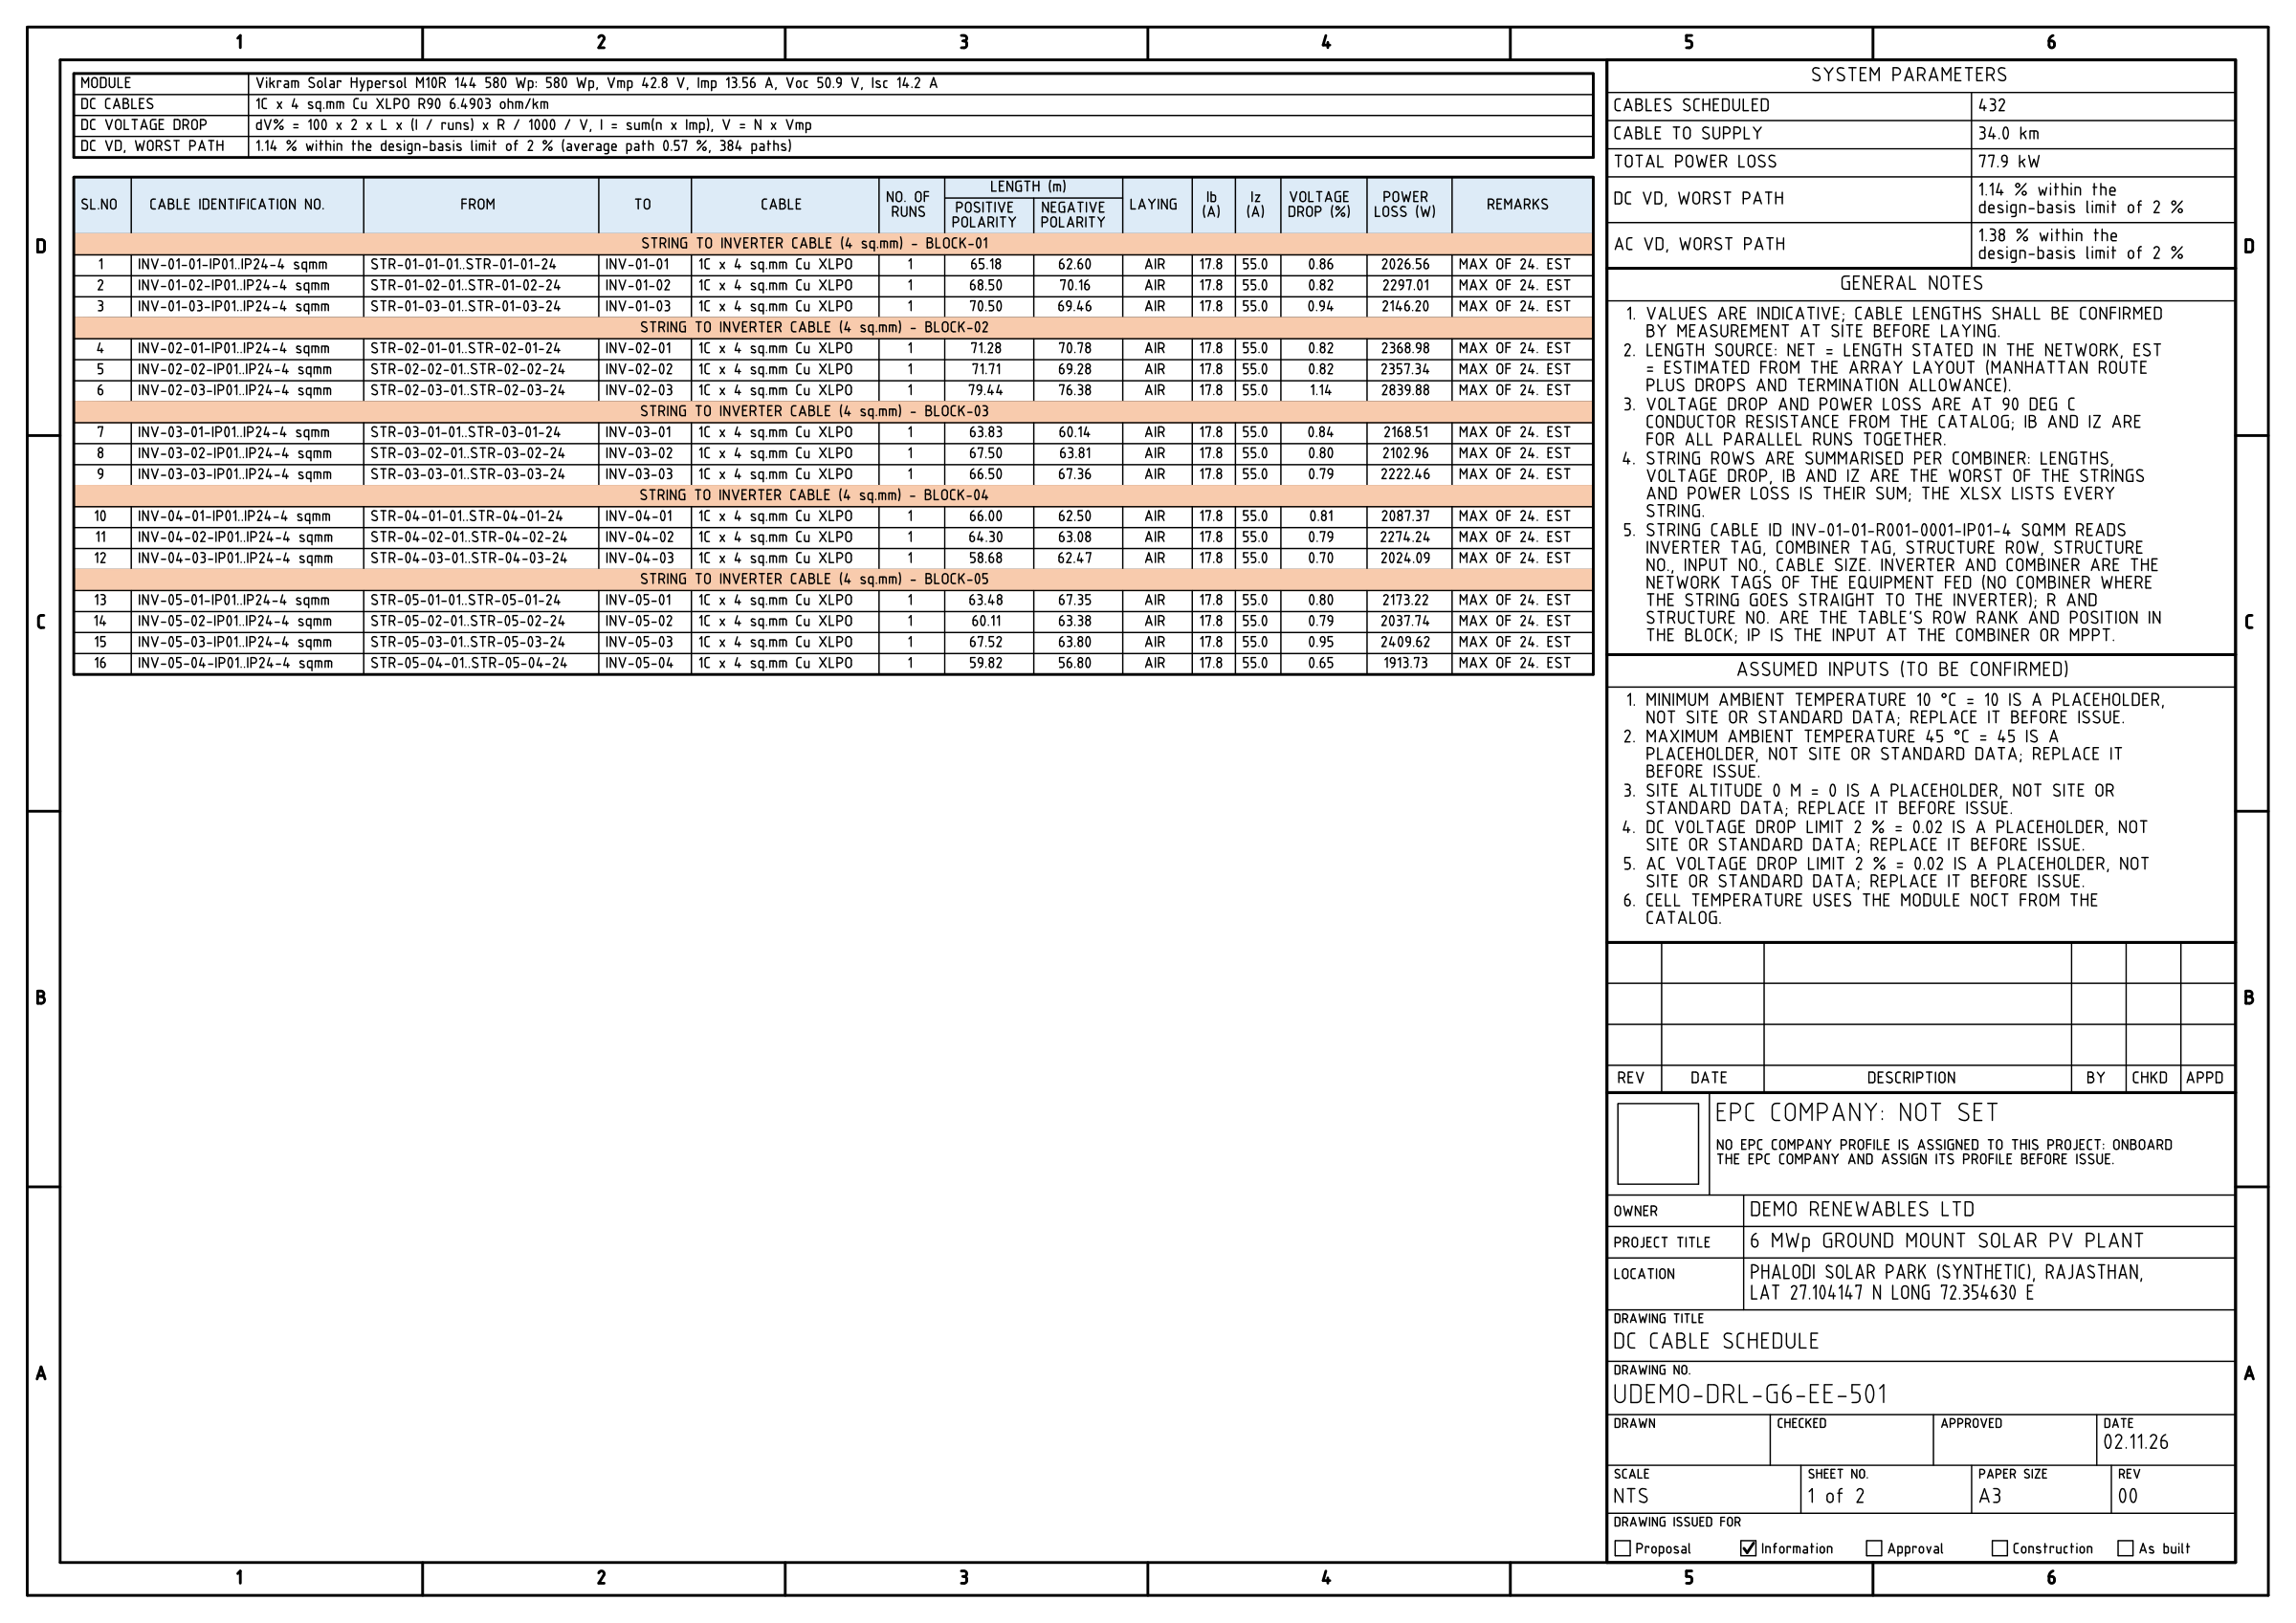 1 2 3 4 5 6
MODULE Vikram Solar Hypersol M10R 144 580 Wp: 580 Wp, Vmp 42.8 V, Imp 13.56 A, Voc 50.9 V, Isc 14.2 A
DC CABLES 1C x 4 sq.mm Cu XLPO R90 6.4903 ohm/km
DC VOLTAGE DROP dV% = 100 x 2 x L x (I / runs) x R / 1000 / V, I = sum(n x Imp), V = N x Vmp
DC VD, WORST PATH 1.14 % within the design-basis limit of 2 % (average path 0.57 %, 384 paths)
SL.NO CABLE IDENTIFICATION NO. FROM TO CABLE NO. OF RUNS LENGTH (m) POSITIVE POLARITY NEGATIVE POLARITY LAYING Ib (A) Iz (A) VOLTAGE DROP (%) POWER LOSS (W) REMARKS
STRING TO INVERTER CABLE (4 sq.mm) - BLOCK-01
1 INV-01-01-IP01..IP24-4 sqmm STR-01-01-01..STR-01-01-24 INV-01-01 1C x 4 sq.mm Cu XLPO 1 65.18 62.60 AIR 17.8 55.0 0.86 2026.56 MAX OF 24. EST
2 INV-01-02-IP01..IP24-4 sqmm STR-01-02-01..STR-01-02-24 INV-01-02 1C x 4 sq.mm Cu XLPO 1 68.50 70.16 AIR 17.8 55.0 0.82 2297.01 MAX OF 24. EST
3 INV-01-03-IP01..IP24-4 sqmm STR-01-03-01..STR-01-03-24 INV-01-03 1C x 4 sq.mm Cu XLPO 1 70.50 69.46 AIR 17.8 55.0 0.94 2146.20 MAX OF 24. EST
STRING TO INVERTER CABLE (4 sq.mm) - BLOCK-02
4 INV-02-01-IP01..IP24-4 sqmm STR-02-01-01..STR-02-01-24 INV-02-01 1C x 4 sq.mm Cu XLPO 1 71.28 70.78 AIR 17.8 55.0 0.82 2368.98 MAX OF 24. EST
5 INV-02-02-IP01..IP24-4 sqmm STR-02-02-01..STR-02-02-24 INV-02-02 1C x 4 sq.mm Cu XLPO 1 71.71 69.28 AIR 17.8 55.0 0.82 2357.34 MAX OF 24. EST
6 INV-02-03-IP01..IP24-4 sqmm STR-02-03-01..STR-02-03-24 INV-02-03 1C x 4 sq.mm Cu XLPO 1 79.44 76.38 AIR 17.8 55.0 1.14 2839.88 MAX OF 24. EST
STRING TO INVERTER CABLE (4 sq.mm) - BLOCK-03
7 INV-03-01-IP01..IP24-4 sqmm STR-03-01-01..STR-03-01-24 INV-03-01 1C x 4 sq.mm Cu XLPO 1 63.83 60.14 AIR 17.8 55.0 0.84 2168.51 MAX OF 24. EST
8 INV-03-02-IP01..IP24-4 sqmm STR-03-02-01..STR-03-02-24 INV-03-02 1C x 4 sq.mm Cu XLPO 1 67.50 63.81 AIR 17.8 55.0 0.80 2102.96 MAX OF 24. EST
9 INV-03-03-IP01..IP24-4 sqmm STR-03-03-01..STR-03-03-24 INV-03-03 1C x 4 sq.mm Cu XLPO 1 66.50 67.36 AIR 17.8 55.0 0.79 2222.46 MAX OF 24. EST
STRING TO INVERTER CABLE (4 sq.mm) - BLOCK-04
10 INV-04-01-IP01..IP24-4 sqmm STR-04-01-01..STR-04-01-24 INV-04-01 1C x 4 sq.mm Cu XLPO 1 66.00 62.50 AIR 17.8 55.0 0.81 2087.37 MAX OF 24. EST
11 INV-04-02-IP01..IP24-4 sqmm STR-04-02-01..STR-04-02-24 INV-04-02 1C x 4 sq.mm Cu XLPO 1 64.30 63.08 AIR 17.8 55.0 0.79 2274.24 MAX OF 24. EST
12 INV-04-03-IP01..IP24-4 sqmm STR-04-03-01..STR-04-03-24 INV-04-03 1C x 4 sq.mm Cu XLPO 1 58.68 62.47 AIR 17.8 55.0 0.70 2024.09 MAX OF 24. EST
STRING TO INVERTER CABLE (4 sq.mm) - BLOCK-05
13 INV-05-01-IP01..IP24-4 sqmm STR-05-01-01..STR-05-01-24 INV-05-01 1C x 4 sq.mm Cu XLPO 1 63.48 67.35 AIR 17.8 55.0 0.80 2173.22 MAX OF 24. EST
14 INV-05-02-IP01..IP24-4 sqmm STR-05-02-01..STR-05-02-24 INV-05-02 1C x 4 sq.mm Cu XLPO 1 60.11 63.38 AIR 17.8 55.0 0.79 2037.74 MAX OF 24. EST
15 INV-05-03-IP01..IP24-4 sqmm STR-05-03-01..STR-05-03-24 INV-05-03 1C x 4 sq.mm Cu XLPO 1 67.52 63.80 AIR 17.8 55.0 0.95 2409.62 MAX OF 24. EST
16 INV-05-04-IP01..IP24-4 sqmm STR-05-04-01..STR-05-04-24 INV-05-04 1C x 4 sq.mm Cu XLPO 1 59.82 56.80 AIR 17.8 55.0 0.65 1913.73 MAX OF 24. EST
SYSTEM PARAMETERS
CABLES SCHEDULED 432
CABLE TO SUPPLY 34.0 km
TOTAL POWER LOSS 77.9 kW
DC VD, WORST PATH 1.14 % within the
design-basis limit of 2 %
AC VD, WORST PATH 1.38 % within the
design-basis limit of 2 %
GENERAL NOTES
1. VALUES ARE INDICATIVE; CABLE LENGTHS SHALL BE CONFIRMED
BY MEASUREMENT AT SITE BEFORE LAYING.
2. LENGTH SOURCE: NET = LENGTH STATED IN THE NETWORK, EST
= ESTIMATED FROM THE ARRAY LAYOUT (MANHATTAN ROUTE
PLUS DROPS AND TERMINATION ALLOWANCE).
3. VOLTAGE DROP AND POWER LOSS ARE AT 90 DEG C
CONDUCTOR RESISTANCE FROM THE CATALOG; IB AND IZ ARE
FOR ALL PARALLEL RUNS TOGETHER.
4. STRING ROWS ARE SUMMARISED PER COMBINER: LENGTHS,
VOLTAGE DROP, IB AND IZ ARE THE WORST OF THE STRINGS
AND POWER LOSS IS THEIR SUM; THE XLSX LISTS EVERY
STRING.
5. STRING CABLE ID INV-01-01-R001-0001-IP01-4 SQMM READS
INVERTER TAG, COMBINER TAG, STRUCTURE ROW, STRUCTURE
NO., INPUT NO., CABLE SIZE. INVERTER AND COMBINER ARE THE
NETWORK TAGS OF THE EQUIPMENT FED (NO COMBINER WHERE
THE STRING GOES STRAIGHT TO THE INVERTER); R AND
STRUCTURE NO. ARE THE TABLE'S ROW RANK AND POSITION IN
THE BLOCK; IP IS THE INPUT AT THE COMBINER OR MPPT.
ASSUMED INPUTS (TO BE CONFIRMED)
1. MINIMUM AMBIENT TEMPERATURE 10 °C = 10 IS A PLACEHOLDER,
NOT SITE OR STANDARD DATA; REPLACE IT BEFORE ISSUE.
2. MAXIMUM AMBIENT TEMPERATURE 45 °C = 45 IS A
PLACEHOLDER, NOT SITE OR STANDARD DATA; REPLACE IT
BEFORE ISSUE.
3. SITE ALTITUDE 0 M = 0 IS A PLACEHOLDER, NOT SITE OR
STANDARD DATA; REPLACE IT BEFORE ISSUE.
4. DC VOLTAGE DROP LIMIT 2 % = 0.02 IS A PLACEHOLDER, NOT
SITE OR STANDARD DATA; REPLACE IT BEFORE ISSUE.
5. AC VOLTAGE DROP LIMIT 2 % = 0.02 IS A PLACEHOLDER, NOT
SITE OR STANDARD DATA; REPLACE IT BEFORE ISSUE.
6. CELL TEMPERATURE USES THE MODULE NOCT FROM THE
CATALOG.
REV DATE DESCRIPTION BY CHKD APPD
EPC COMPANY: NOT SET
NO EPC COMPANY PROFILE IS ASSIGNED TO THIS PROJECT: ONBOARD
THE EPC COMPANY AND ASSIGN ITS PROFILE BEFORE ISSUE.
OWNER DEMO RENEWABLES LTD
PROJECT TITLE 6 MWp GROUND MOUNT SOLAR PV PLANT
LOCATION PHALODI SOLAR PARK (SYNTHETIC), RAJASTHAN,
LAT 27.104147 N LONG 72.354630 E
DRAWING TITLE
DC CABLE SCHEDULE
DRAWING NO.
UDEMO-DRL-G6-EE-501
DRAWN CHECKED APPROVED DATE
02.11.26
SCALE SHEET NO. PAPER SIZE REV
NTS 1 of 2 A3 00
DRAWING ISSUED FOR
Proposal Information Approval Construction As built
D D
C C
B B
A A
1 2 3 4 5 6